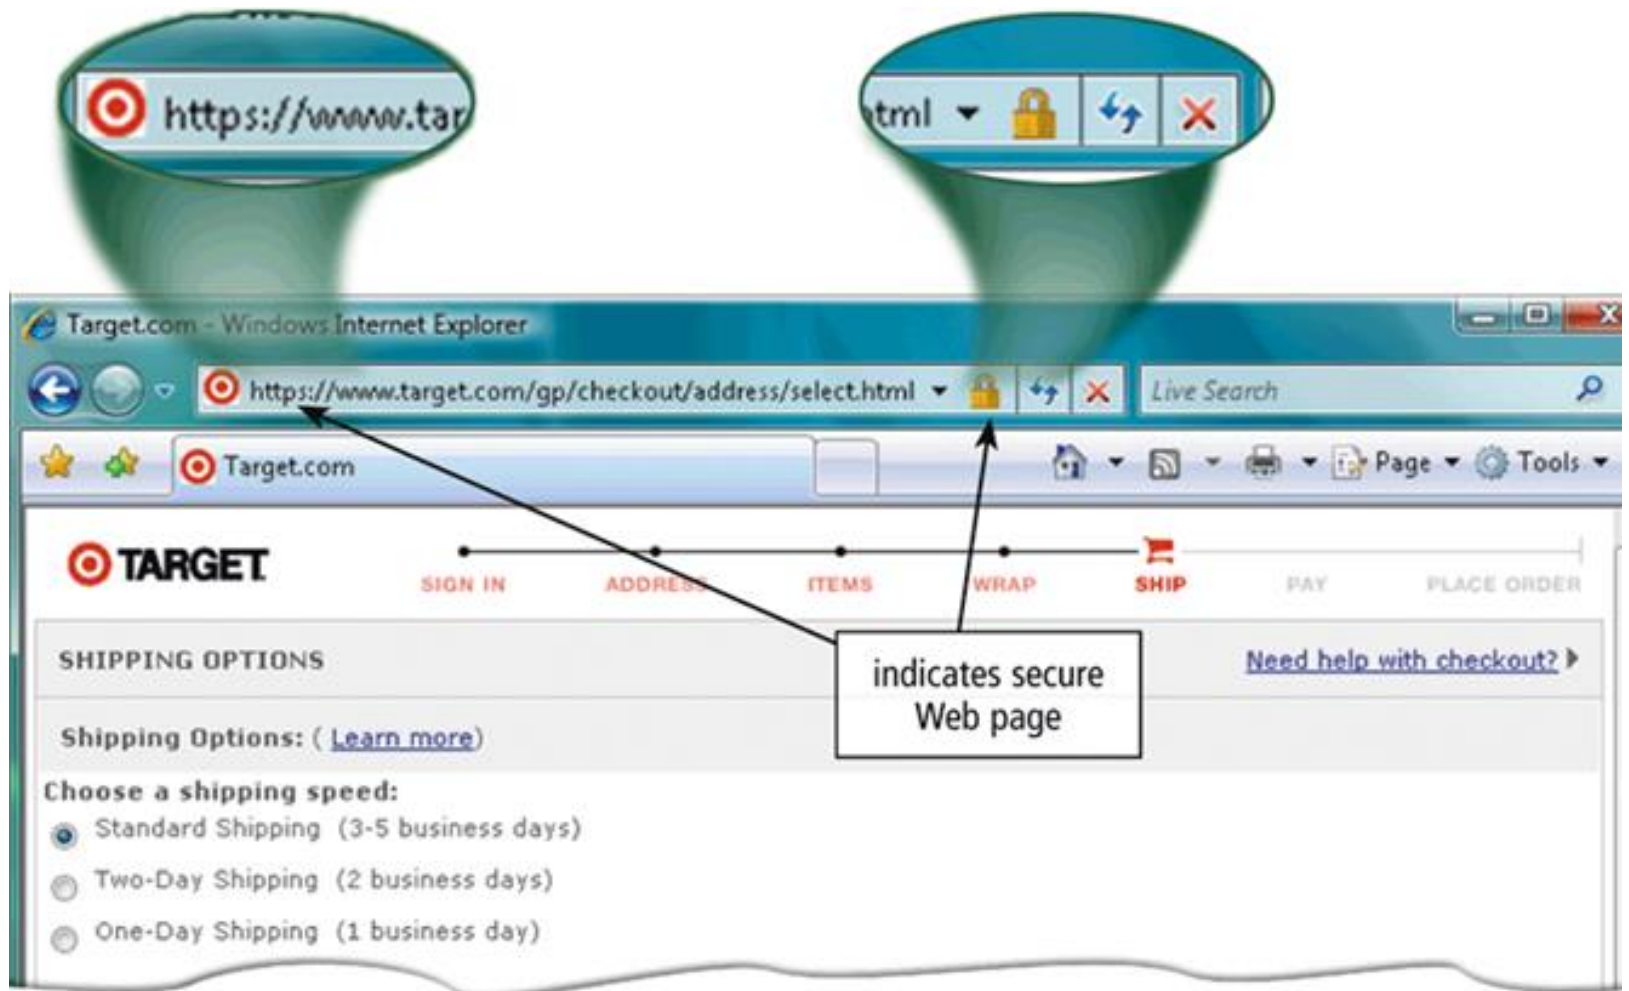 https://www.tar
html
Target.com - Windows Internet Explorer
https://www.target.com/gp/checkout/address/select.html
Live Search
Target.com
Page
Tools
TARGET
SIGN IN ADDRESS ITEMS WRAP SHIP PAY PLACE ORDER
SHIPPING OPTIONS
Need help with checkout?
indicates secure
Web page
Shipping Options: ( Learn more)
Choose a shipping speed:
Standard Shipping (3-5 business days)
Two-Day Shipping (2 business days)
One-Day Shipping (1 business day)